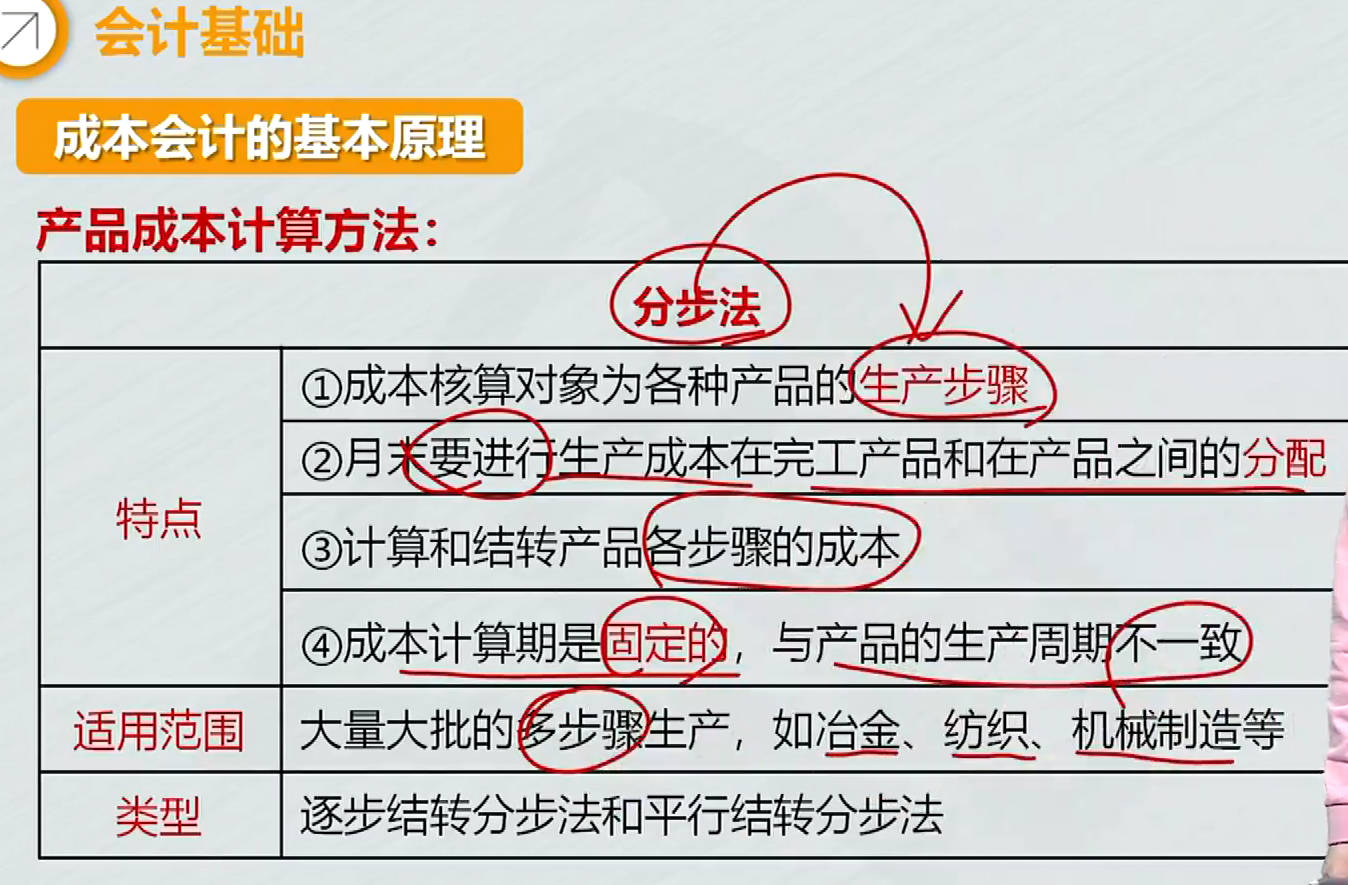 会计基础
成本会计的基本原理
产品成本计算方法：
分步法
特点
①成本核算对象为各种产品的生产步骤
②月末要进行生产成本在完工产品和在产品之间的分配
③计算和结转产品各步骤的成本
④成本计算期是固定的，与产品的生产周期不一致
适用范围
大量大批的多步骤生产，如冶金、纺织、机械制造等
类型
逐步结转分步法和平行结转分步法